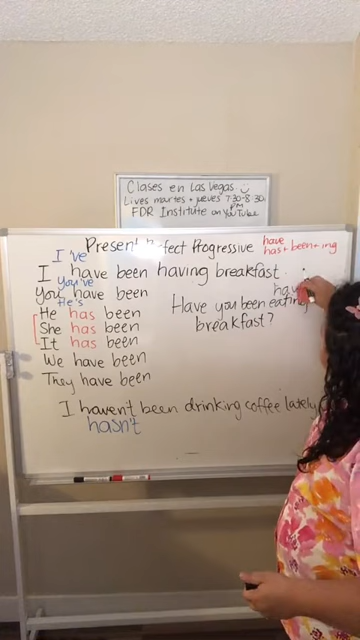 Clases en Las Vegas
Lives martes + jueves 7:30-8:30
PM
FDR Institute on YouTube
Present Perfect Progressive have
has + been + ing
I've
I have been having breakfast
You've
You have been
He's
He has been
She has been
It has been
We have been
They have been
Have you been eating
breakfast?
I haven't been drinking coffee lately
hasn't